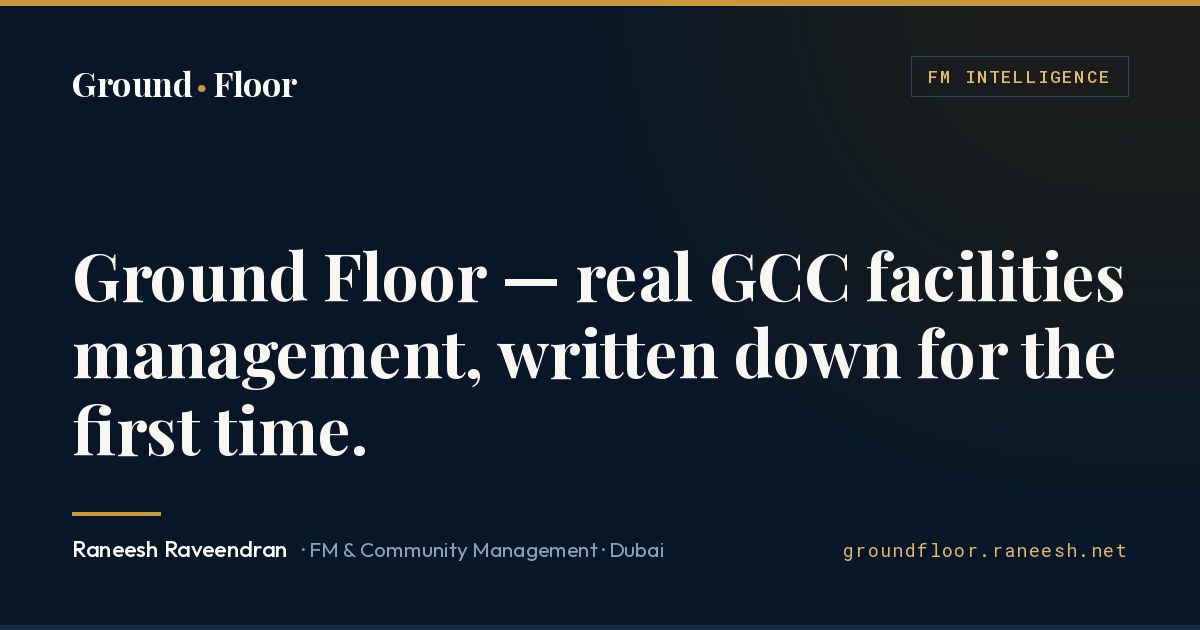 Ground • Floor
FM INTELLIGENCE
Ground Floor — real GCC facilities
management, written down for the
first time.
Raneesh Raveendran · FM & Community Management · Dubai
groundfloor.raneesh.net